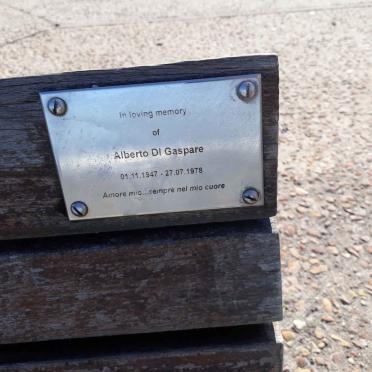 In loving memory
of
Alberto DI Gaspare
01.11.1947 - 27.07.1978
Amore mio...sempre nel mio cuore